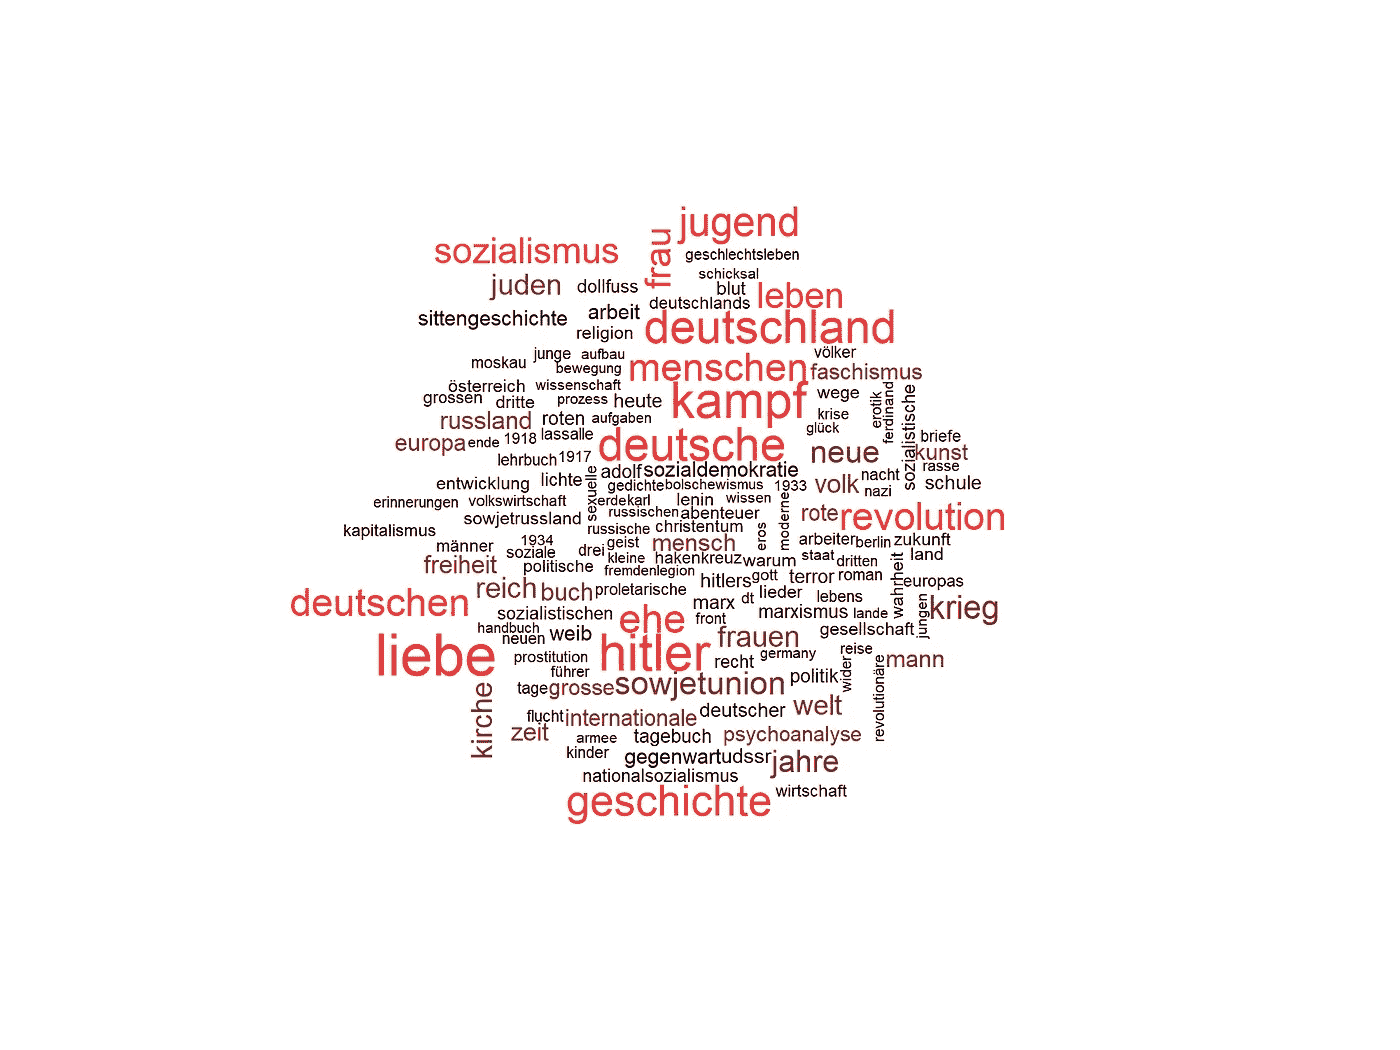 jugend
frau
sozialismus
geschlechtsleben
schicksal
juden
dollfuss
blut
leben
deutschlands
sittengeschichte
arbeit
deutschland
religion
völker
junge
aufbau
moskau
bewegung
menschen
faschismus
österreich
wissenschaft
grossen
dritte
prozess
heute
kampf
wege
erotik
ferdinand
sozialistische
russland
roten
aufgaben
krise
glück
europa
ende
1918
lassalle
deutsche
neue
briefe
kunst
lehrbuch
1917
adolf
sozialdemokratie
rasse
entwicklung
lichte
sexuelle
gedichte
bolschewismus
1933
volk
nacht
nazi
schule
erinnerungen
volkswirtschaft
erdekarl
lenin
wissen
moderne
sowjetrussland
russischen
abenteuer
rote
revolution
kapitalismus
russische
christentum
eros
männer
1934
soziale
drei
geist
mensch
arbeiter
berlin
zukunft
freiheit
politische
kleine
hakenkreuz
warum
staat
dritten
land
fremdenlegion
hitlers
gott
terror
roman
wahrheit
europas
deutschen
reich
buch
proletarische
marx
dt
lieder
lebens
sozialistischen
ehe
front
marxismus
lande
jungen
krieg
handbuch
neuen
weib
frauen
gesellschaft
liebe
prostitution
hitler
recht
germany
reise
mann
führer
wider
revolutionäre
kirche
tage
grosse
sowjetunion
politik
flucht
internationale
deutscher
welt
zeit
armee
tagebuch
psychoanalyse
kinder
gegenwart
udssr
jahre
nationalsozialismus
geschichte
wirtschaft